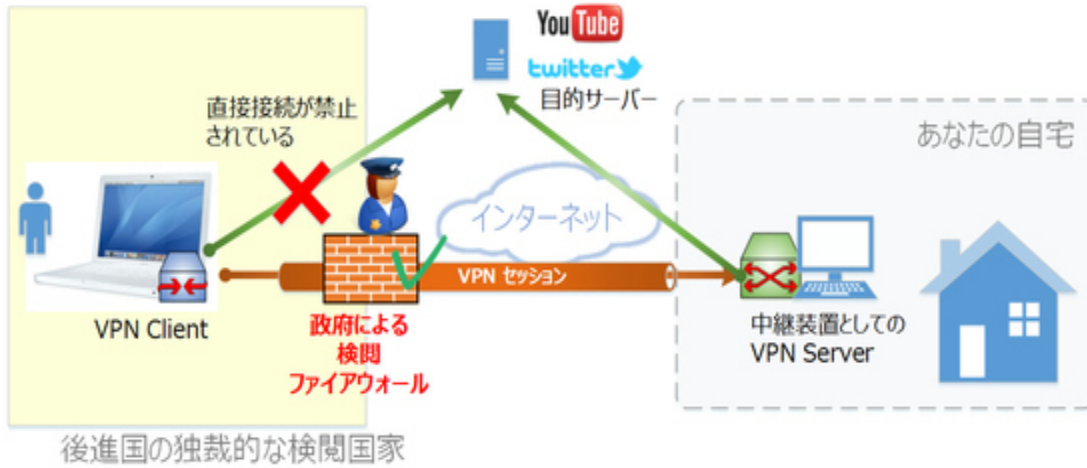 YouTube
twitter
目的サーバー
直接接続が禁止
されている
あなたの自宅
インターネット
VPN セッション
VPN Client
政府による
検閲
ファイアウォール
中継装置としての
VPN Server
後進国の独裁的な検閲国家